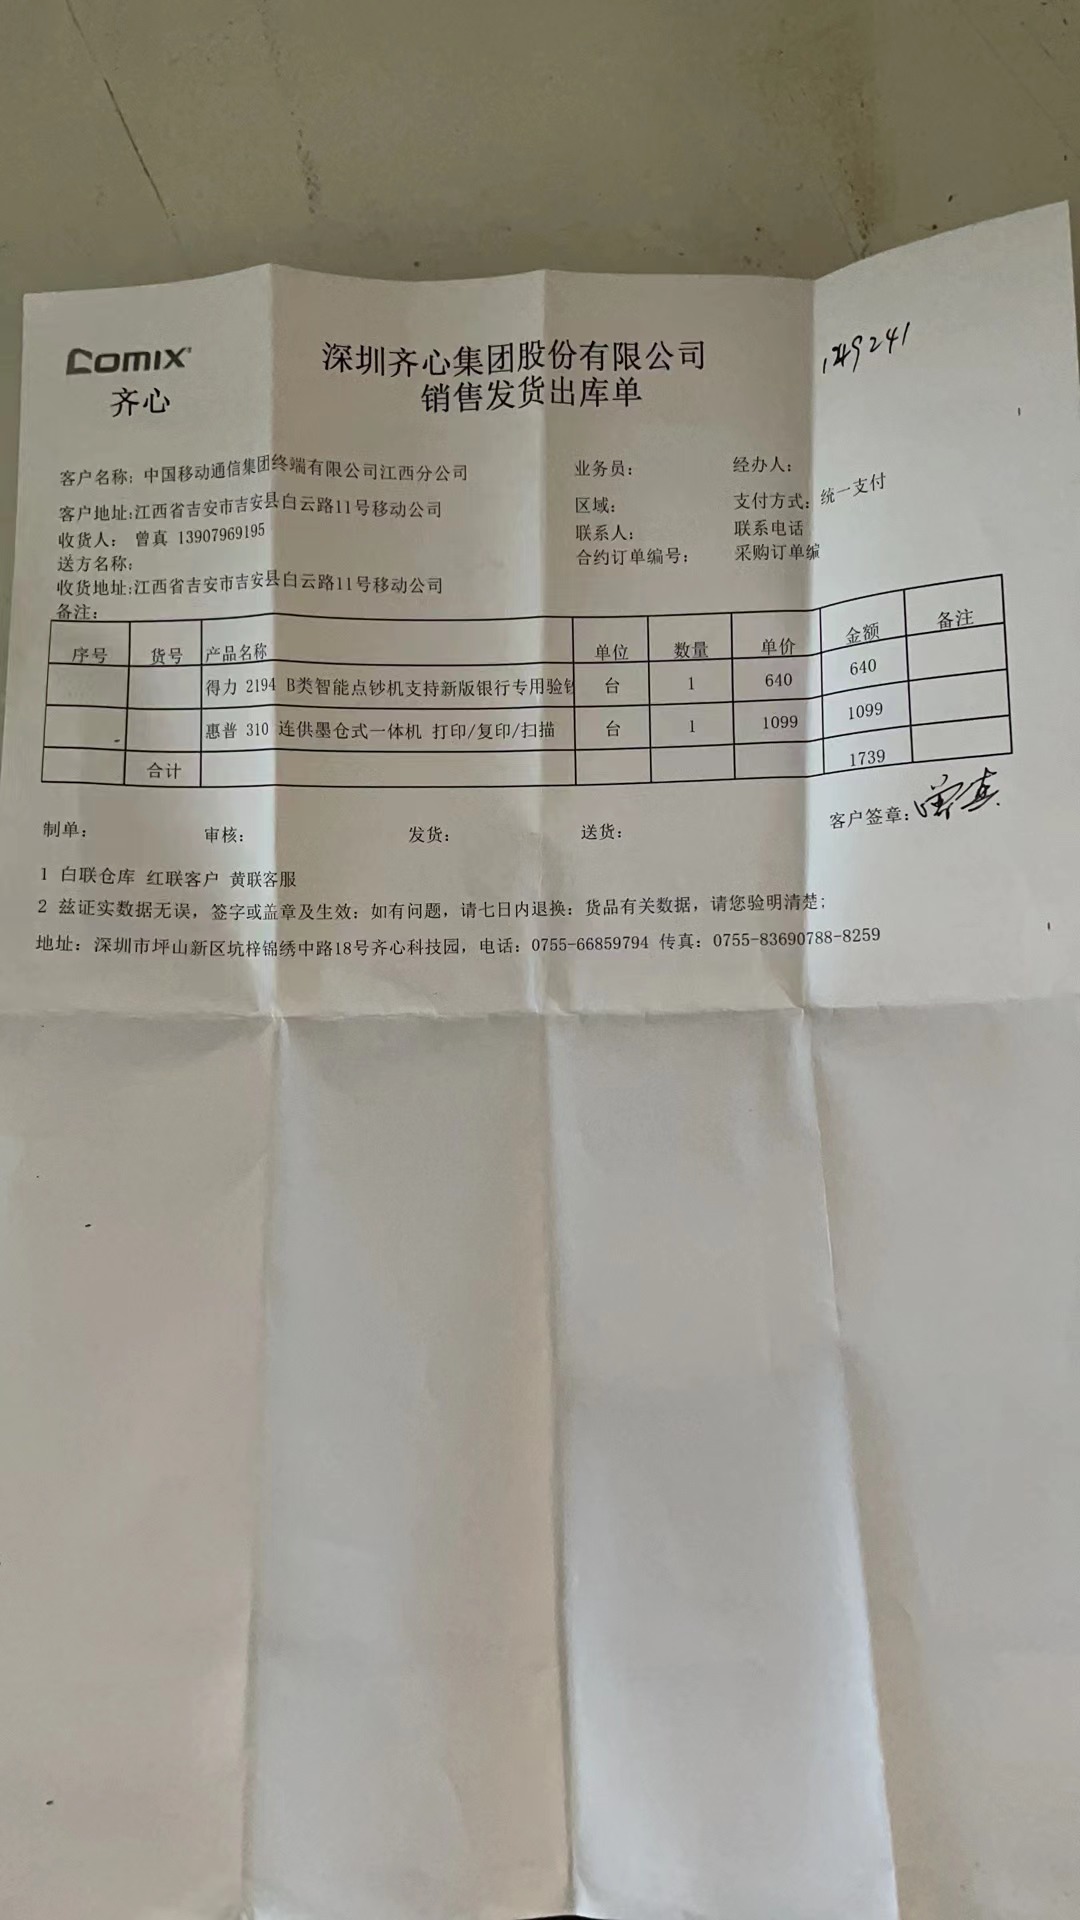 COMIX
齐心
深圳齐心集团股份有限公司
销售发货出库单
149241
客户名称: 中国移动通信集团终端有限公司江西分公司
业务员:
经办人:
客户地址:江西省吉安市吉安县白云路11号移动公司
区域:
支付方式: 统一支付
收货人: 曾真 13907969195
联系人:
联系电话
送方名称:
合约订单编号:
采购订单编
收货地址:江西省吉安市吉安县白云路11号移动公司
备注:
序号 货号 产品名称 单位 数量 单价 金额 备注
得力 2194 B类智能点钞机支持新版银行专用验钞 台 1 640 640
惠普 310 连供墨仓式一体机 打印/复印/扫描 台 1 1099 1099
合计 1739
制单: 审核: 发货: 送货: 客户签章: 曾真
1 白联仓库 红联客户 黄联客服
2 兹证实数据无误, 签字或盖章及生效: 如有问题, 请七日内退换: 货品有关数据, 请您验明清楚;
地址: 深圳市坪山新区坑梓锦绣中路18号齐心科技园, 电话: 0755-66859794 传真: 0755-83690788-8259